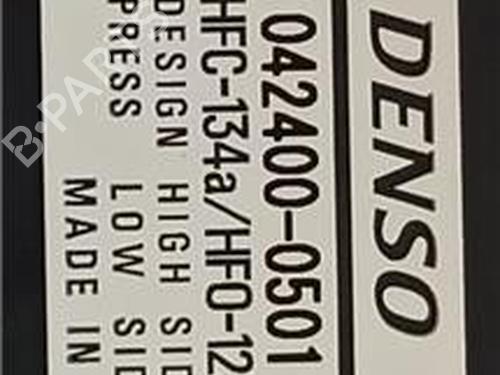 DENSO
042400-0501
HFC-134a/HFO-12
DESIGN HIGH SID
PRESS LOW SID
MADE IN
B-PARTS